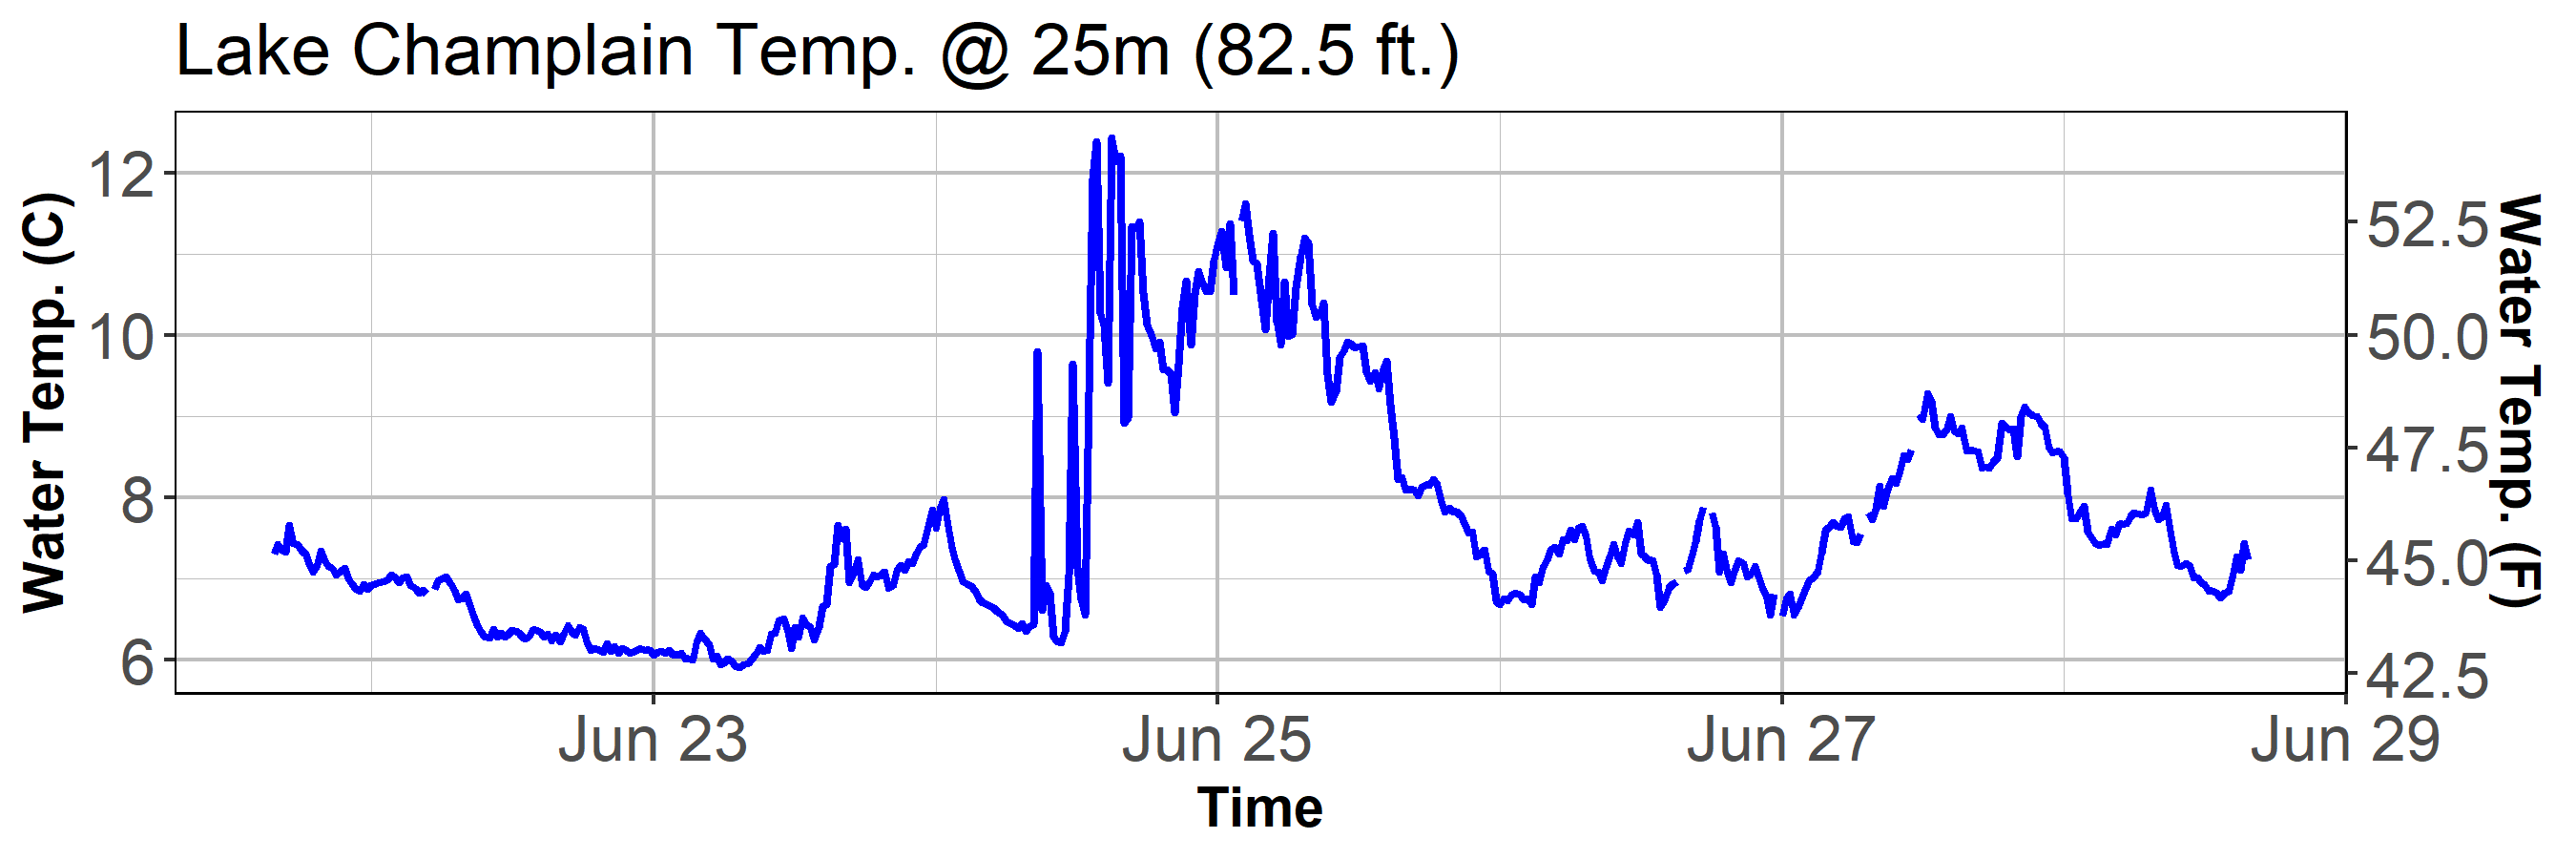 Lake Champlain Temp. @ 25m (82.5 ft.)
Water Temp. (C)
12
10
8
6
52.5
50.0
47.5
45.0
42.5
Water Temp. (F)
Jun 23
Jun 25
Jun 27
Jun 29
Time